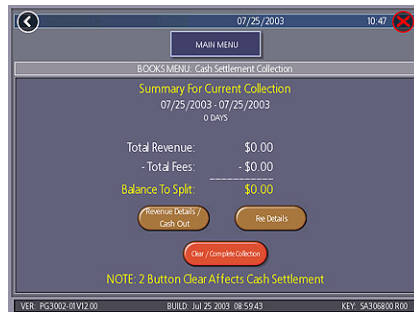 07/25/2003 10:47
MAIN MENU
BOOKS MENU: Cash Settlement Collection
Summary For Current Collection
07/25/2003 - 07/25/2003
0 DAYS
Total Revenue: $0.00
- Total Fees: - $0.00
Balance To Split: $0.00
Revenue Details /
Cash Out
Fee Details
Clear / Complete Collection
NOTE: 2 Button Clear Affects Cash Settlement
VER: PG3002-01V12.00 BUILD: Jul 25 2003 08:59:43 KEY: SA306800 R00